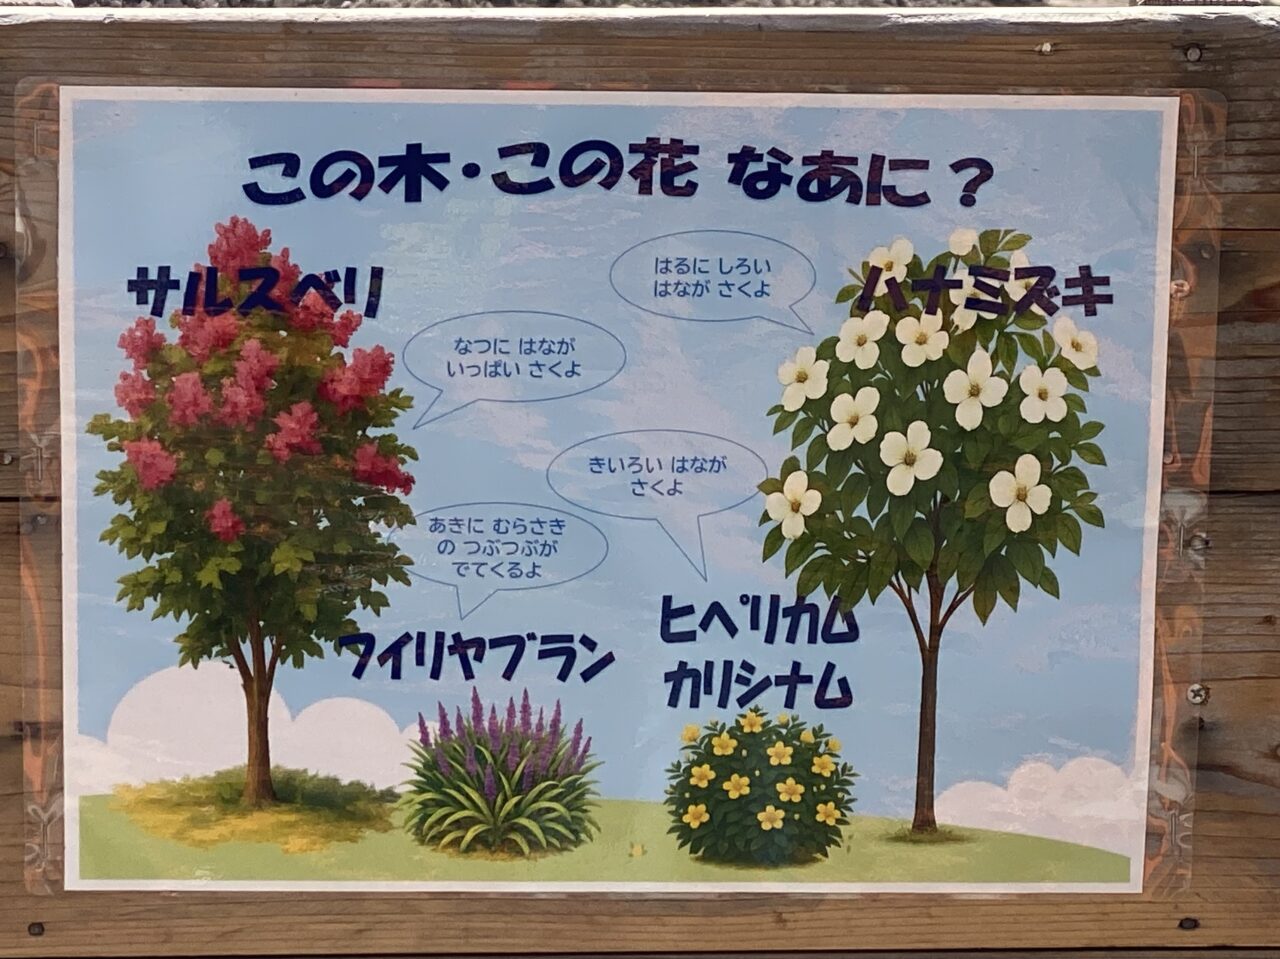 この木・この花 なあに？
サルスベリ
なつに はなが
いっぱい さくよ
はるに しろい
はなが さくよ
ハナミズキ
あきに むらさき
の つぶつぶが
でてくるよ
フイリヤブラン
きいろい はなが
さくよ
ヒペリカム
カリシナム